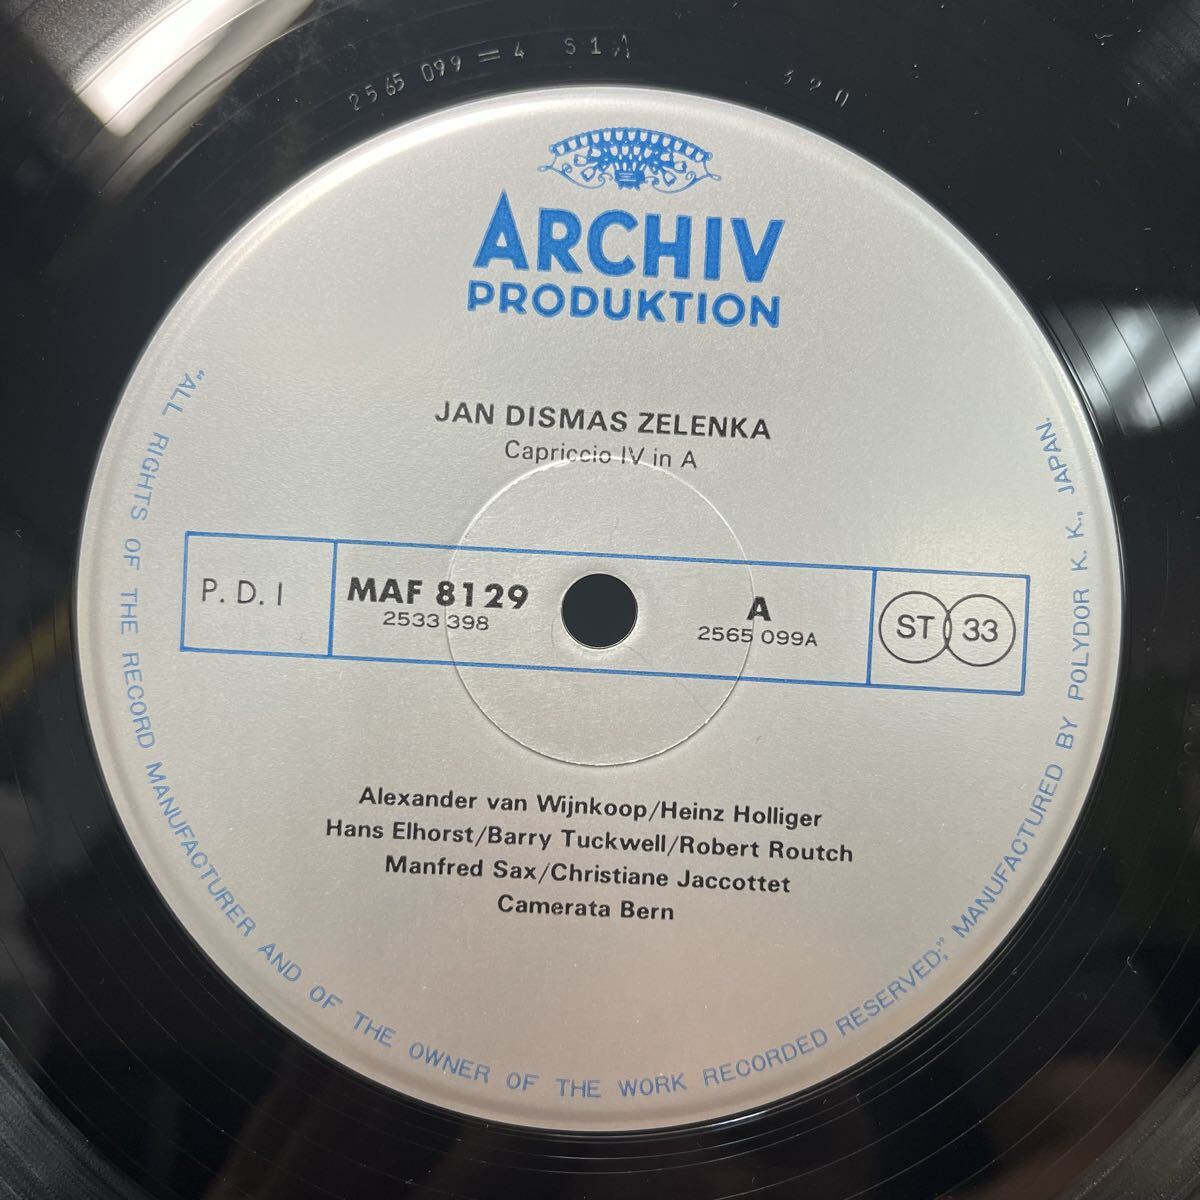 2565 099 = 4 S1 A
320
ARCHIV
PRODUKTION
JAN DISMAS ZELENKA
Capriccio IV in A
P. D. I
MAF 8129
2533 398
A
2565 099A
ST 33
Alexander van Wijnkoop/Heinz Holliger
Hans Elhorst/Barry Tuckwell/Robert Routch
Manfred Sax/Christiane Jaccottet
Camerata Bern
"ALL RIGHTS OF THE RECORD MANUFACTURER AND OF THE OWNER OF THE WORK RECORDED RESERVED;" MANUFACTURED BY POLYDOR K. K., JAPAN.